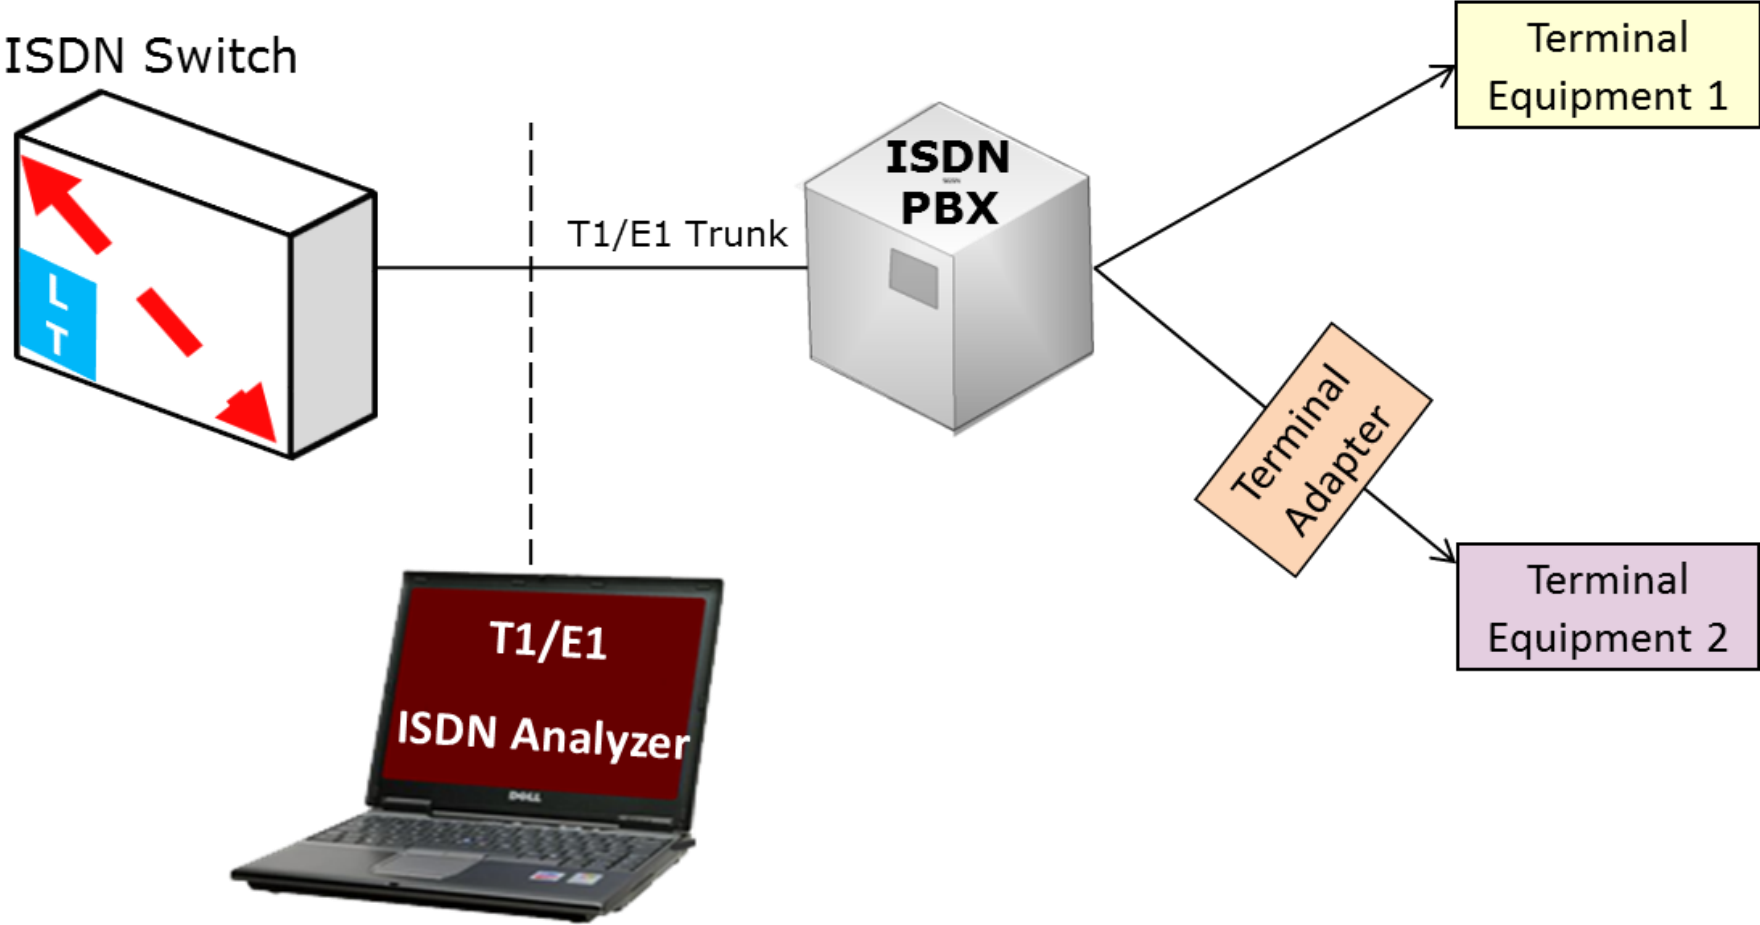 ISDN Switch
L
T
T1/E1 Trunk
ISDN
PBX
Terminal
Equipment 1
Terminal
Adapter
Terminal
Equipment 2
T1/E1
ISDN Analyzer
DELL